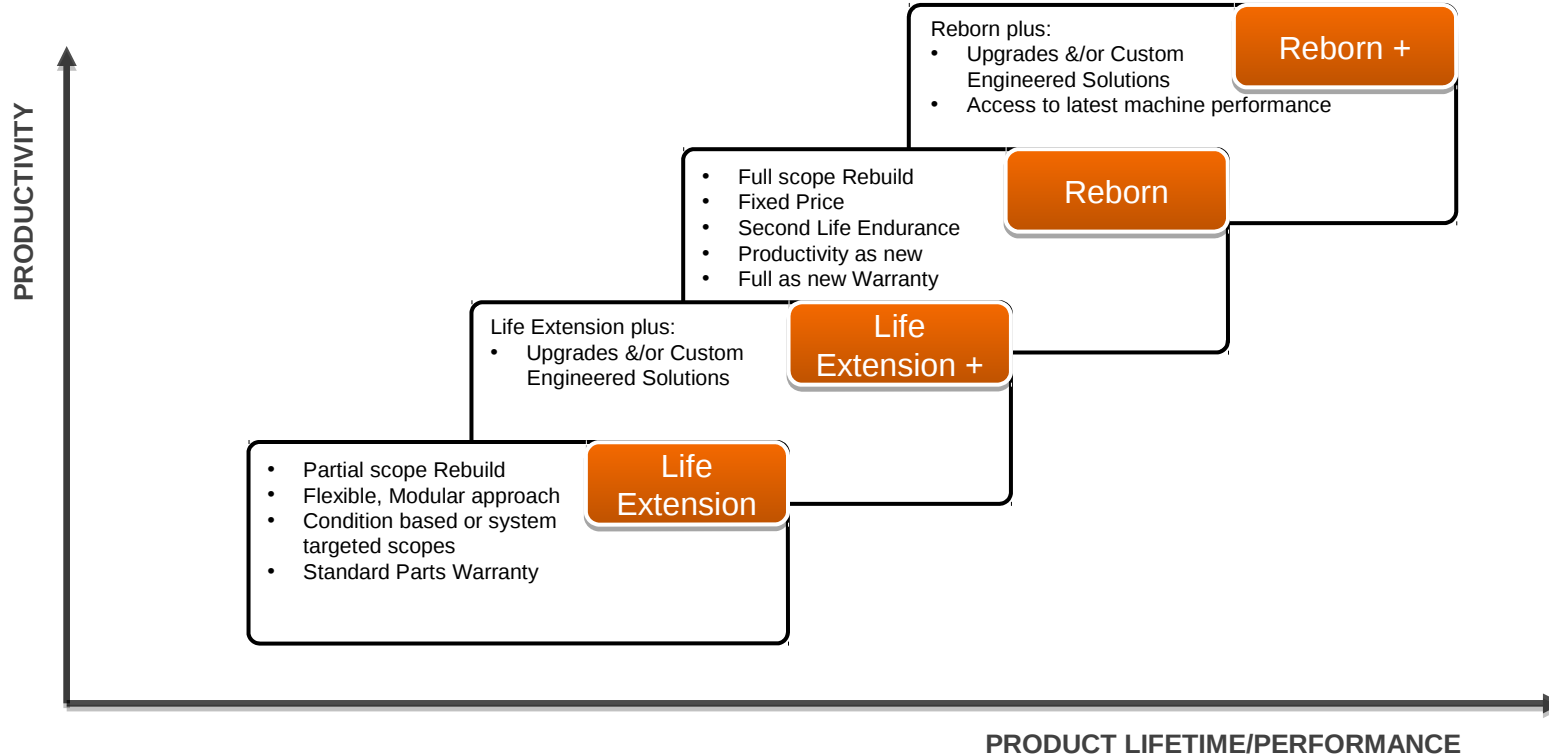 Reborn plus:
• Upgrades &/or Custom
Engineered Solutions
• Access to latest machine performance
Reborn +
PRODUCTIVITY
• Full scope Rebuild
• Fixed Price
• Second Life Endurance
• Productivity as new
• Full as new Warranty
Reborn
Life Extension plus:
• Upgrades &/or Custom
Engineered Solutions
Life
Extension +
• Partial scope Rebuild
• Flexible, Modular approach
• Condition based or system
targeted scopes
• Standard Parts Warranty
Life
Extension
PRODUCT LIFETIME/PERFORMANCE